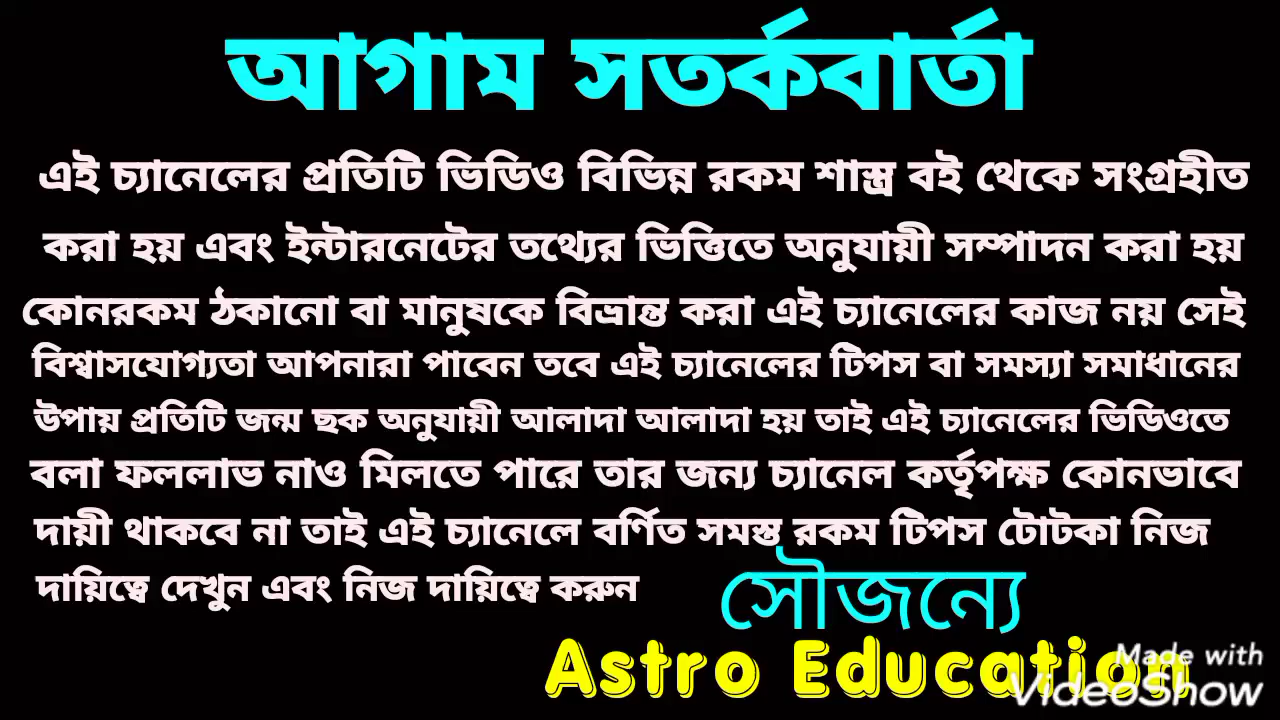 আগাম সতর্কবার্তা
এই চ্যানেলের প্রতিটি ভিডিও বিভিন্ন রকম শাস্ত্র বই থেকে সংগ্রহীত
করা হয় এবং ইন্টারনেটের তথ্যের ভিত্তিতে অনুযায়ী সম্পাদন করা হয়
কোনরকম ঠকানো বা মানুষকে বিভ্রান্ত করা এই চ্যানেলের কাজ নয় সেই
বিশ্বাসযোগ্যতা আপনারা পাবেন তবে এই চ্যানেলের টিপস বা সমস্যা সমাধানের
উপায় প্রতিটি জন্ম ছক অনুযায়ী আলাদা আলাদা হয় তাই এই চ্যানেলের ভিডিওতে
বলা ফললাভ নাও মিলতে পারে তার জন্য চ্যানেল কর্তৃপক্ষ কোনভাবে
দায়ী থাকবে না তাই এই চ্যানেলে বর্ণিত সমস্ত রকম টিপস টোটকা নিজ
দায়িত্বে দেখুন এবং নিজ দায়িত্বে করুন
সৌজন্যে
Astro Education
Made with
VideoShow